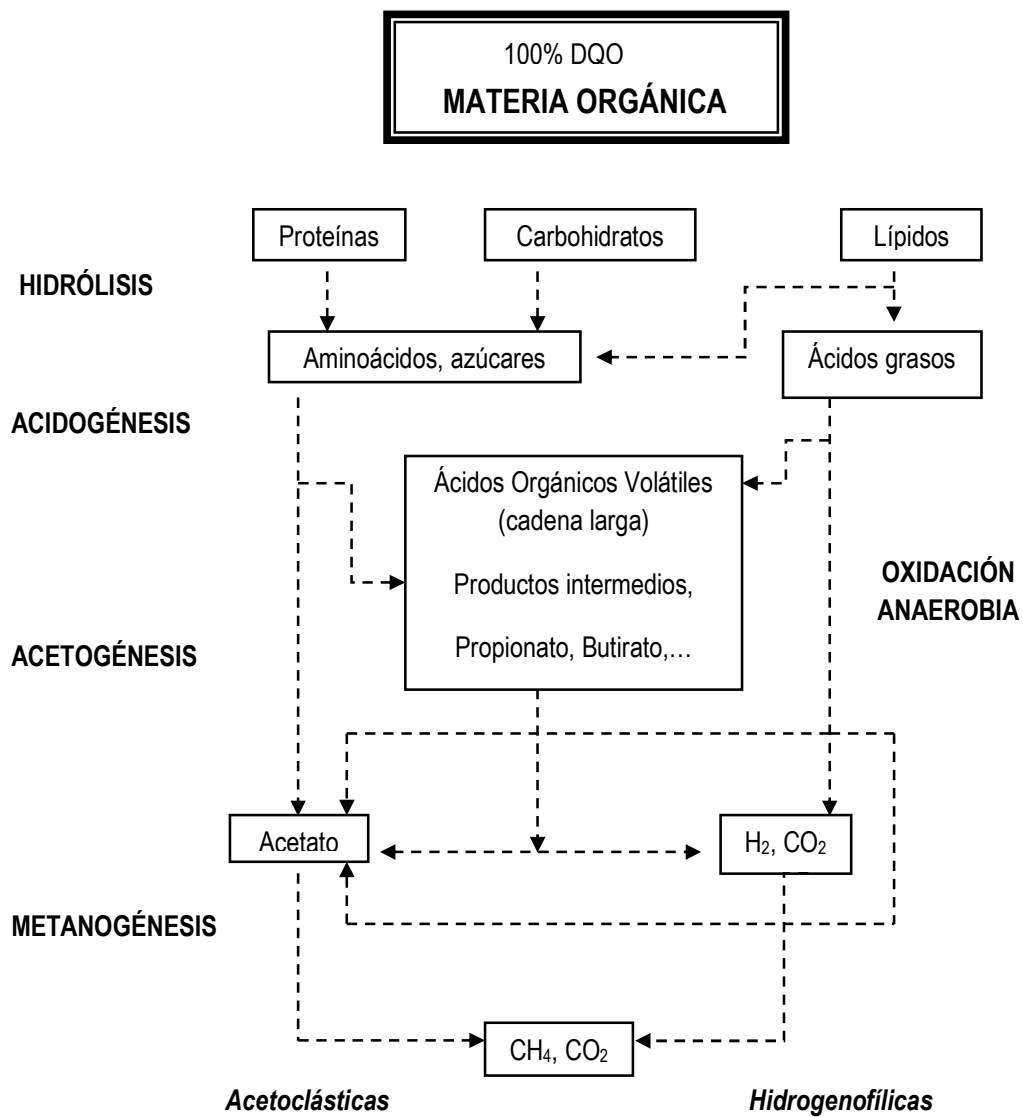 100% DQO
MATERIA ORGÁNICA
Proteínas
Carbohidratos
Lípidos
HIDRÓLISIS
Aminoácidos, azúcares
Ácidos grasos
ACIDOGÉNESIS
Ácidos Orgánicos Volátiles
(cadena larga)
Productos intermedios,
Propionato, Butirato,…
OXIDACIÓN
ANAEROBIA
ACETOGÉNESIS
Acetato
H₂, CO₂
METANOGÉNESIS
CH₄, CO₂
Acetoclásticas
Hidrogenofílicas